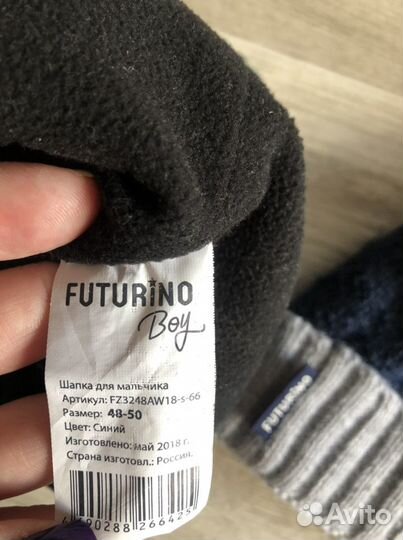 FUTURINO
Boy
Шапка для мальчика
Артикул: FZ3248AW18-s-66
Размер: 48-50
Цвет: Синий
Изготовлено: май 2018 г.
Страна изготовл.: Россия.
FUTURINO
Avito